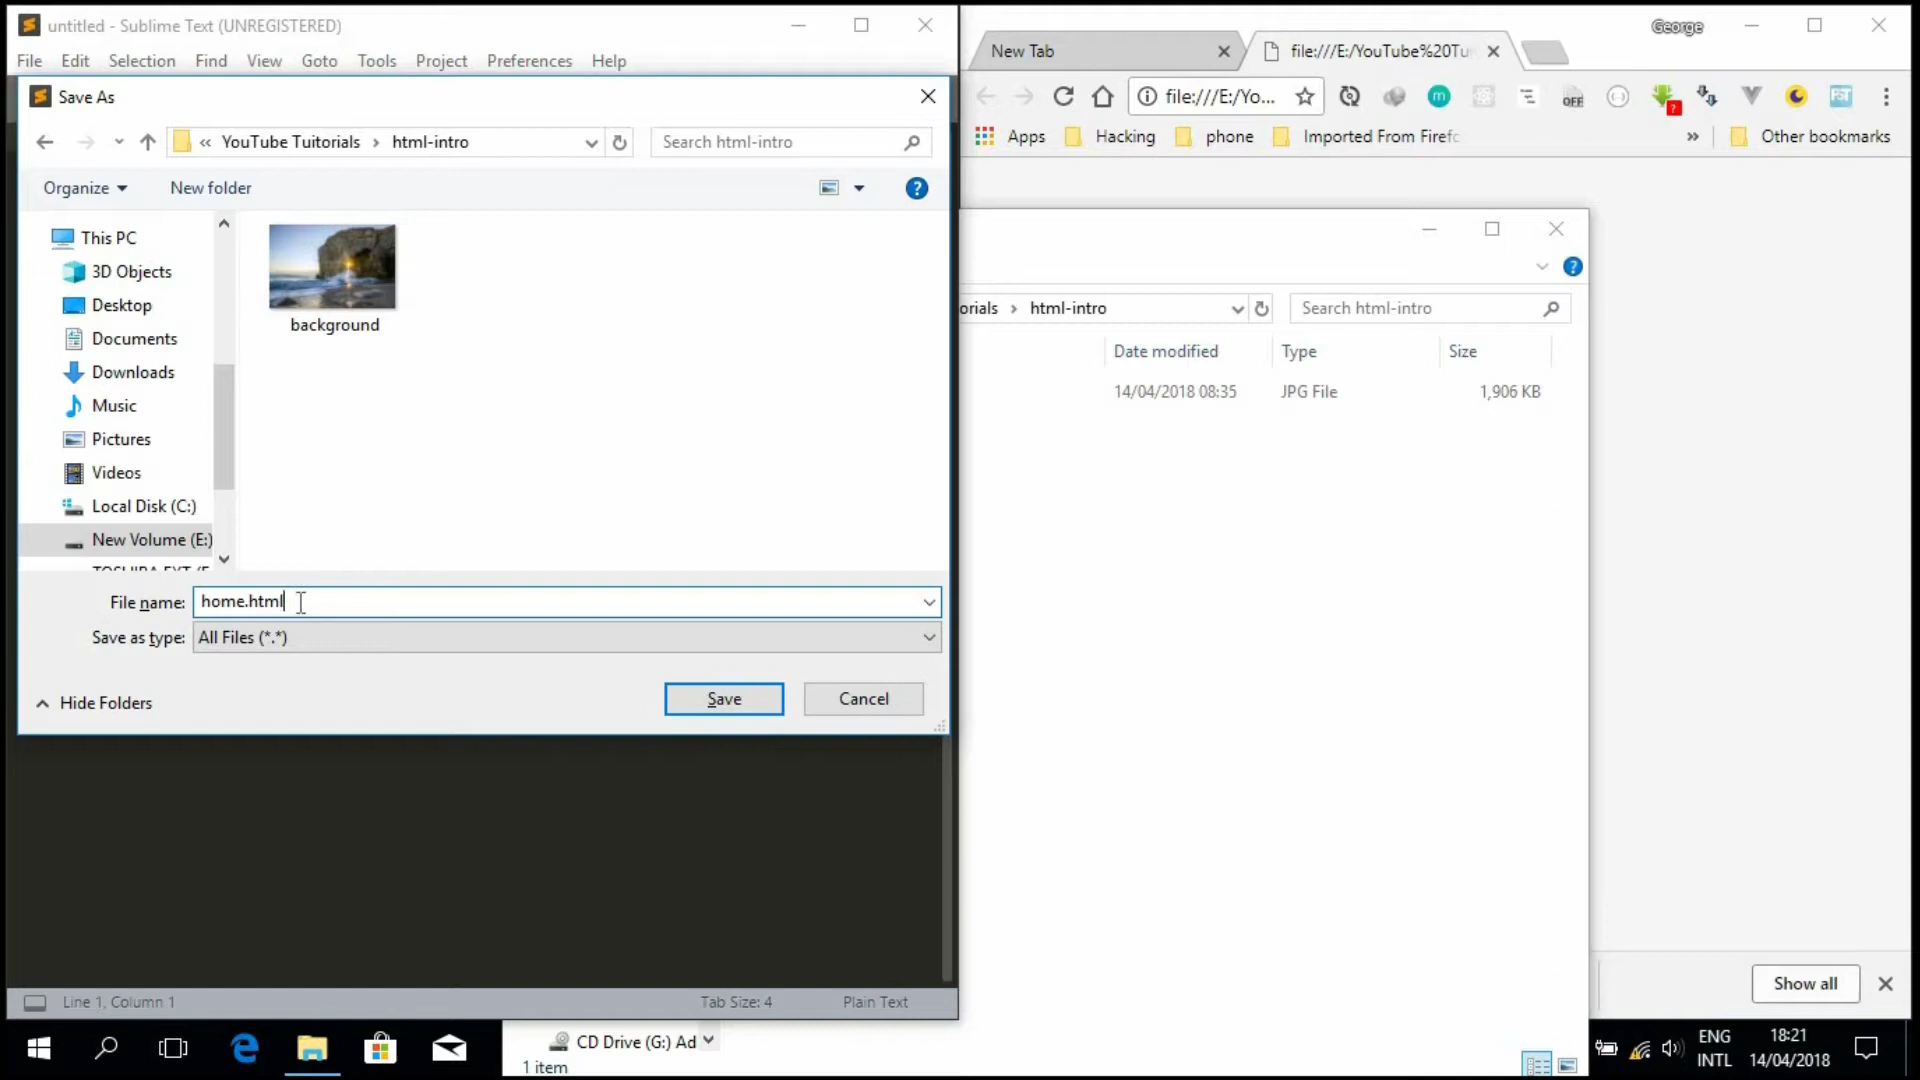 untitled - Sublime Text (UNREGISTERED)
File Edit Selection Find View Goto Tools Project Preferences Help
Save As
« YouTube Tuitorials › html-intro
Search html-intro
Organize
New folder
This PC
3D Objects
Desktop
Documents
Downloads
Music
Pictures
Videos
Local Disk (C:)
New Volume (E:)
background
File name: home.html
Save as type: All Files (*.*)
Hide Folders
Save
Cancel
Line 1, Column 1
Tab Size: 4
Plain Text
George
New Tab
file:///E:/YouTube%20Tu
file:///E:/Yo...
OFF
Apps Hacking phone Imported From Firefc » Other bookmarks
orials › html-intro
Search html-intro
Date modified Type Size
14/04/2018 08:35 JPG File 1,906 KB
Show all
CD Drive (G:) Ad
1 item
ENG
INTL
18:21
14/04/2018